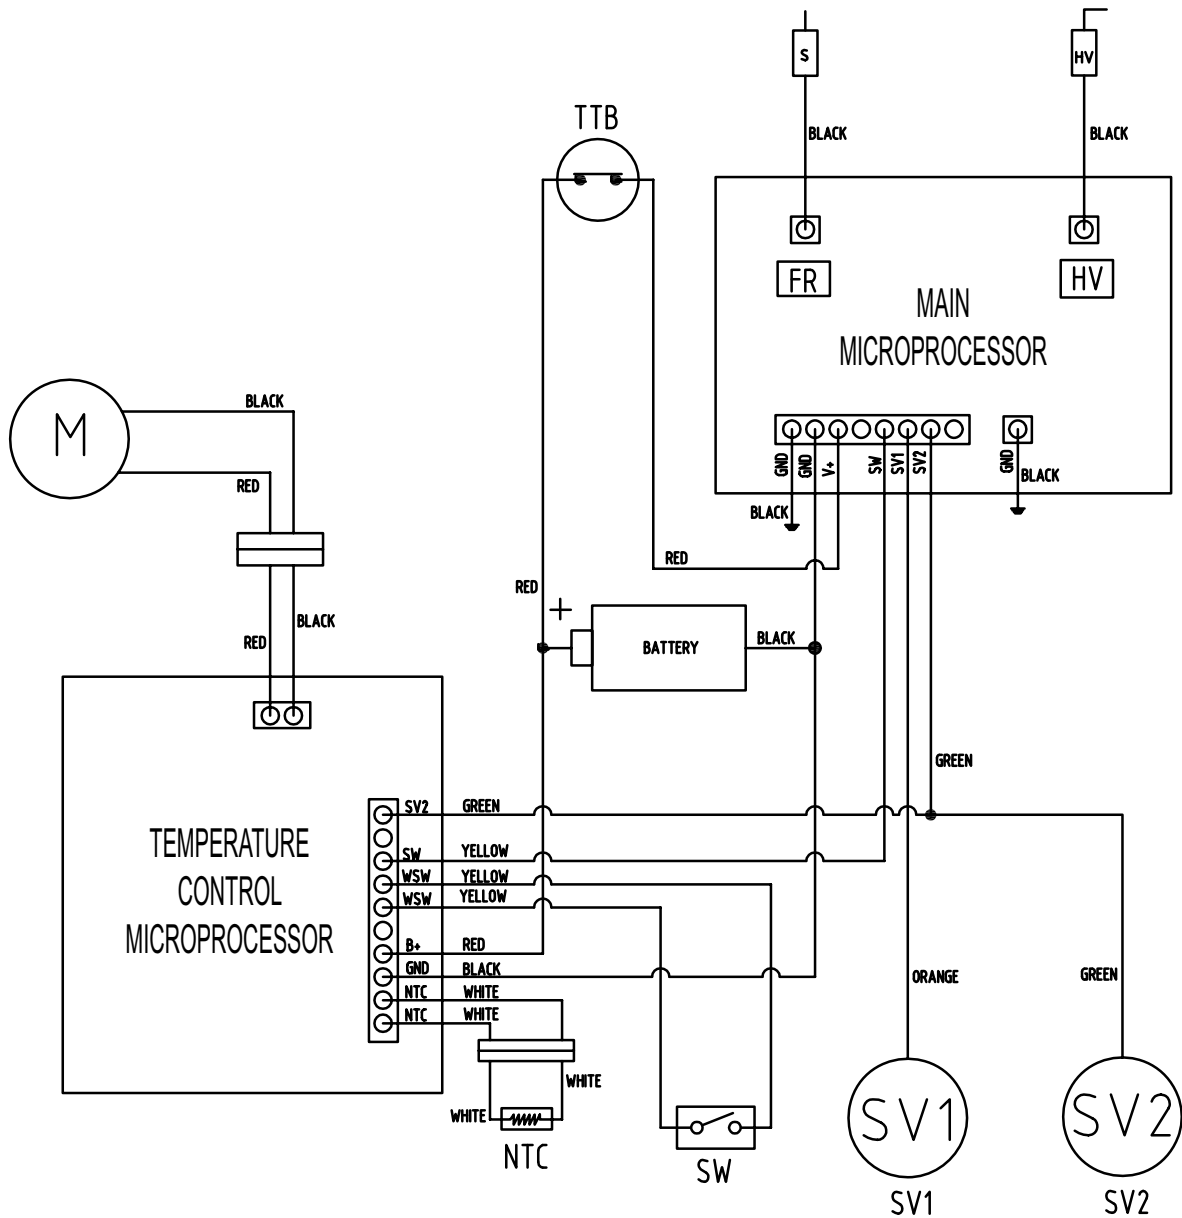 S
HV
BLACK
BLACK
TTB
FR
HV
MAIN
MICROPROCESSOR
M
BLACK
RED
GND
GND
V+
SW
SV1
SV2
GND
BLACK
BLACK
RED
RED
+
BATTERY
BLACK
BLACK
RED
GREEN
TEMPERATURE
CONTROL
MICROPROCESSOR
SV2 GREEN
SW YELLOW
WSW YELLOW
WSW YELLOW
B+ RED
GND BLACK
NTC WHITE
NTC WHITE
ORANGE
GREEN
WHITE
WHITE
NTC
SW
SV1
SV2
SV1
SV2